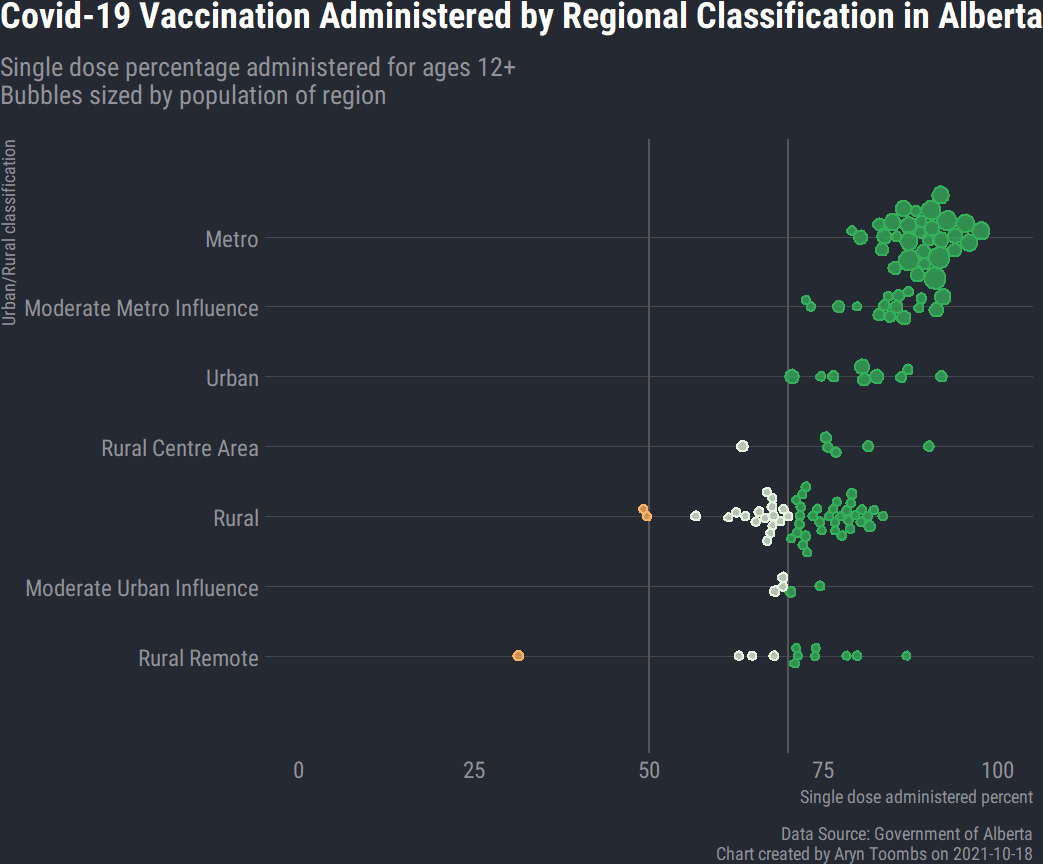 Covid-19 Vaccination Administered by Regional Classification in Alberta
Single dose percentage administered for ages 12+
Bubbles sized by population of region
Urban/Rural classification
Metro
Moderate Metro Influence
Urban
Rural Centre Area
Rural
Moderate Urban Influence
Rural Remote
0 25 50 75 100
Single dose administered percent
Data Source: Government of Alberta
Chart created by Aryn Toombs on 2021-10-18